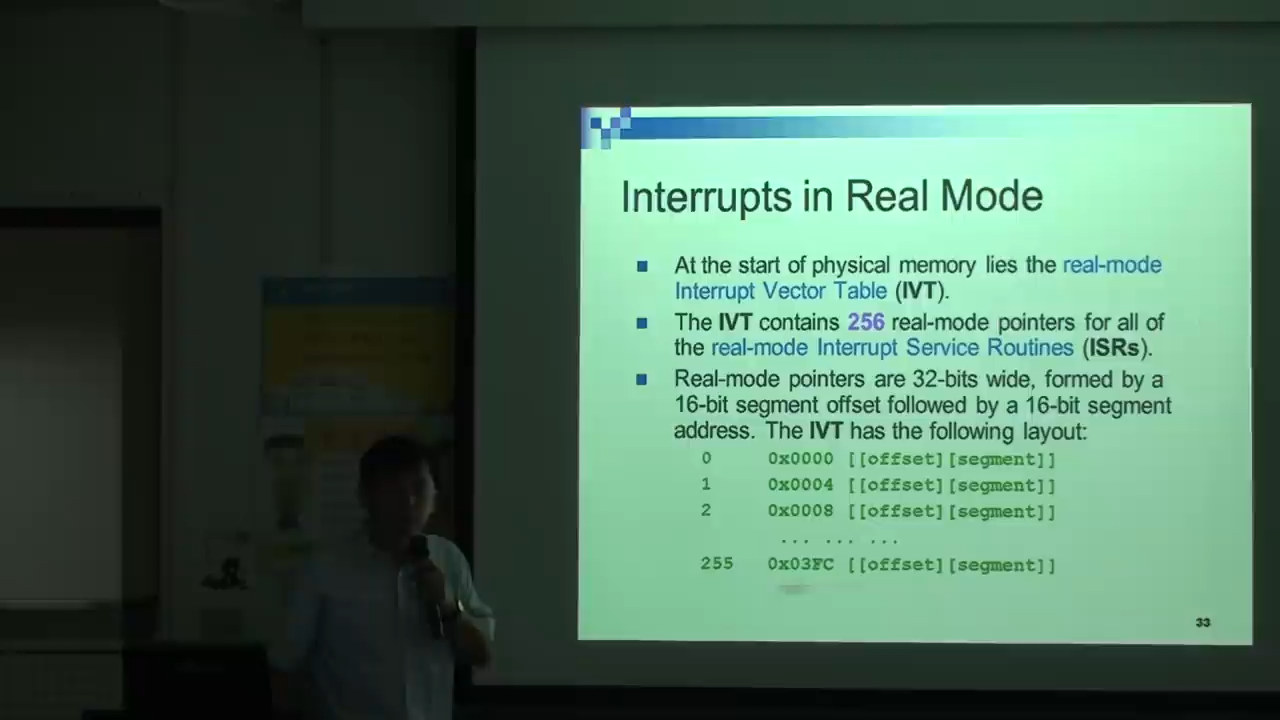 Interrupts in Real Mode
At the start of physical memory lies the real-mode
Interrupt Vector Table (IVT).
The IVT contains 256 real-mode pointers for all of
the real-mode Interrupt Service Routines (ISRs).
Real-mode pointers are 32-bits wide, formed by a
16-bit segment offset followed by a 16-bit segment
address. The IVT has the following layout:
0 0x0000 [[offset][segment]]
1 0x0004 [[offset][segment]]
2 0x0008 [[offset][segment]]
... ... ...
255 0x03FC [[offset][segment]]
33